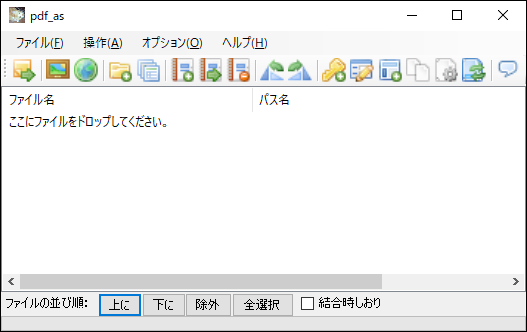 pdf_as
ファイル(F) 操作(A) オプション(O) ヘルプ(H)
ファイル名 パス名
ここにファイルをドロップしてください。
ファイルの並び順: 上に 下に 除外 全選択 結合時しおり